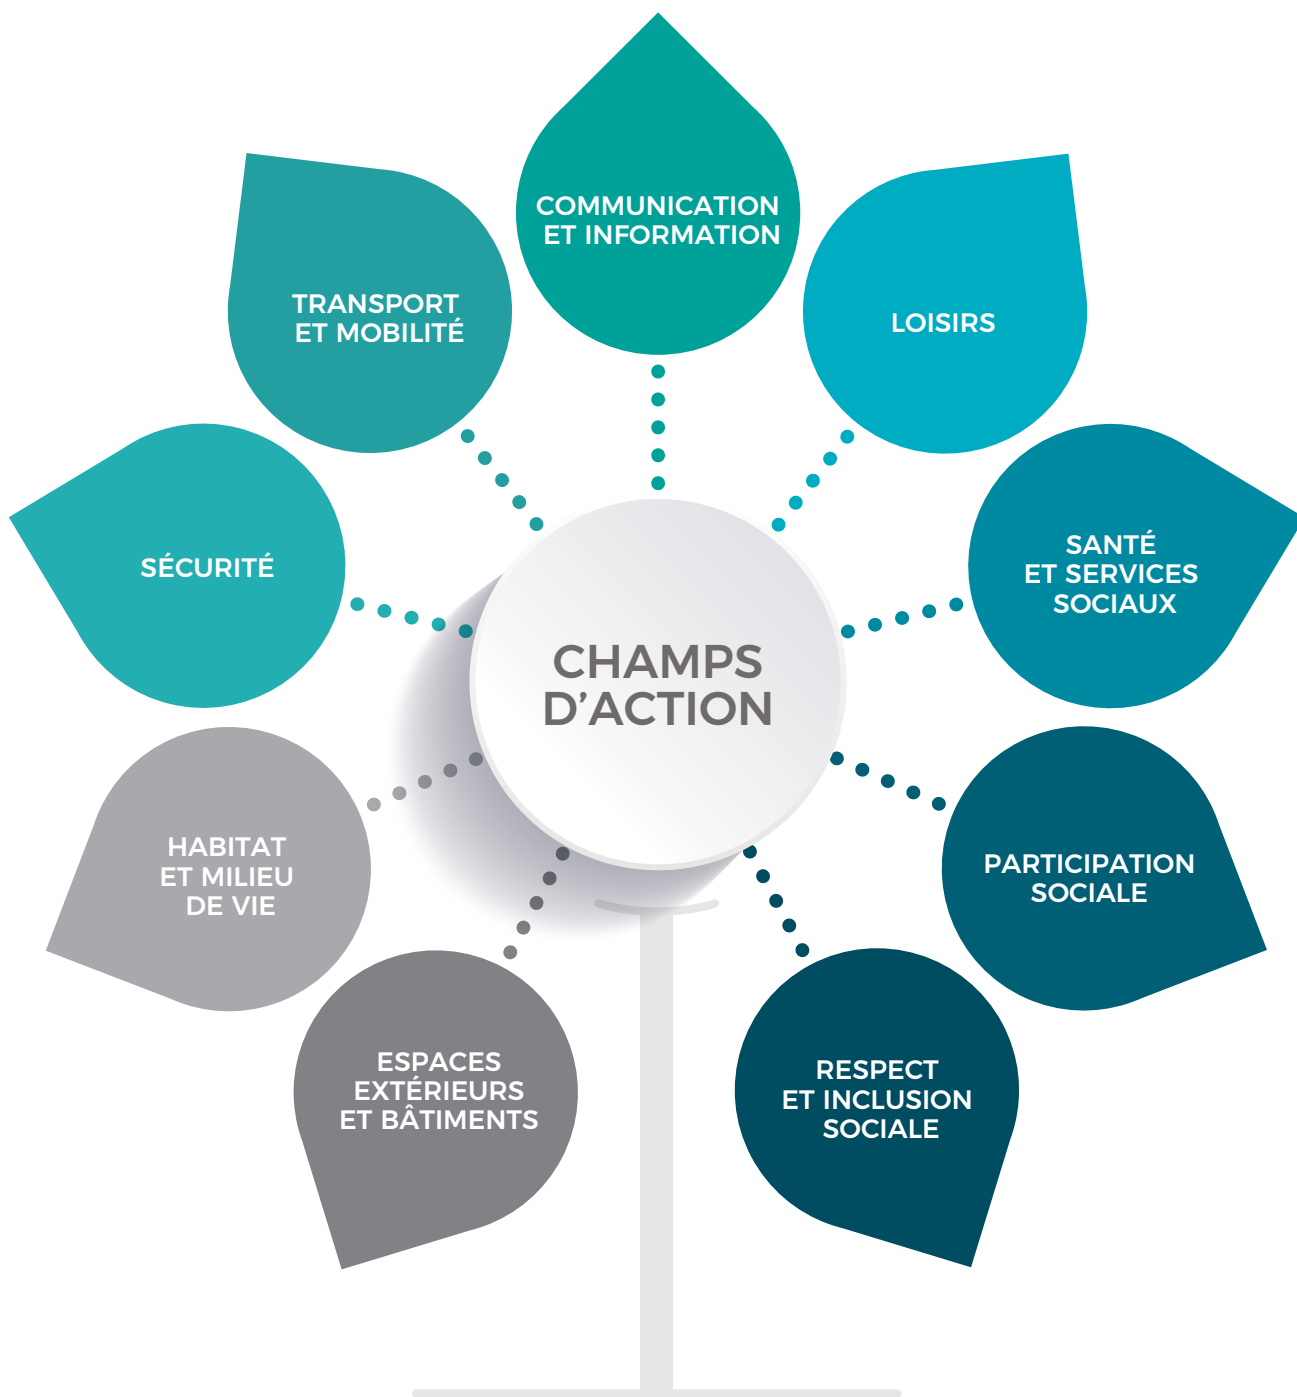 COMMUNICATION
ET INFORMATION
TRANSPORT
ET MOBILITÉ
LOISIRS
SÉCURITÉ
SANTÉ
ET SERVICES
SOCIAUX
CHAMPS
D’ACTION
HABITAT
ET MILIEU
DE VIE
PARTICIPATION
SOCIALE
ESPACES
EXTÉRIEURS
ET BÂTIMENTS
RESPECT
ET INCLUSION
SOCIALE